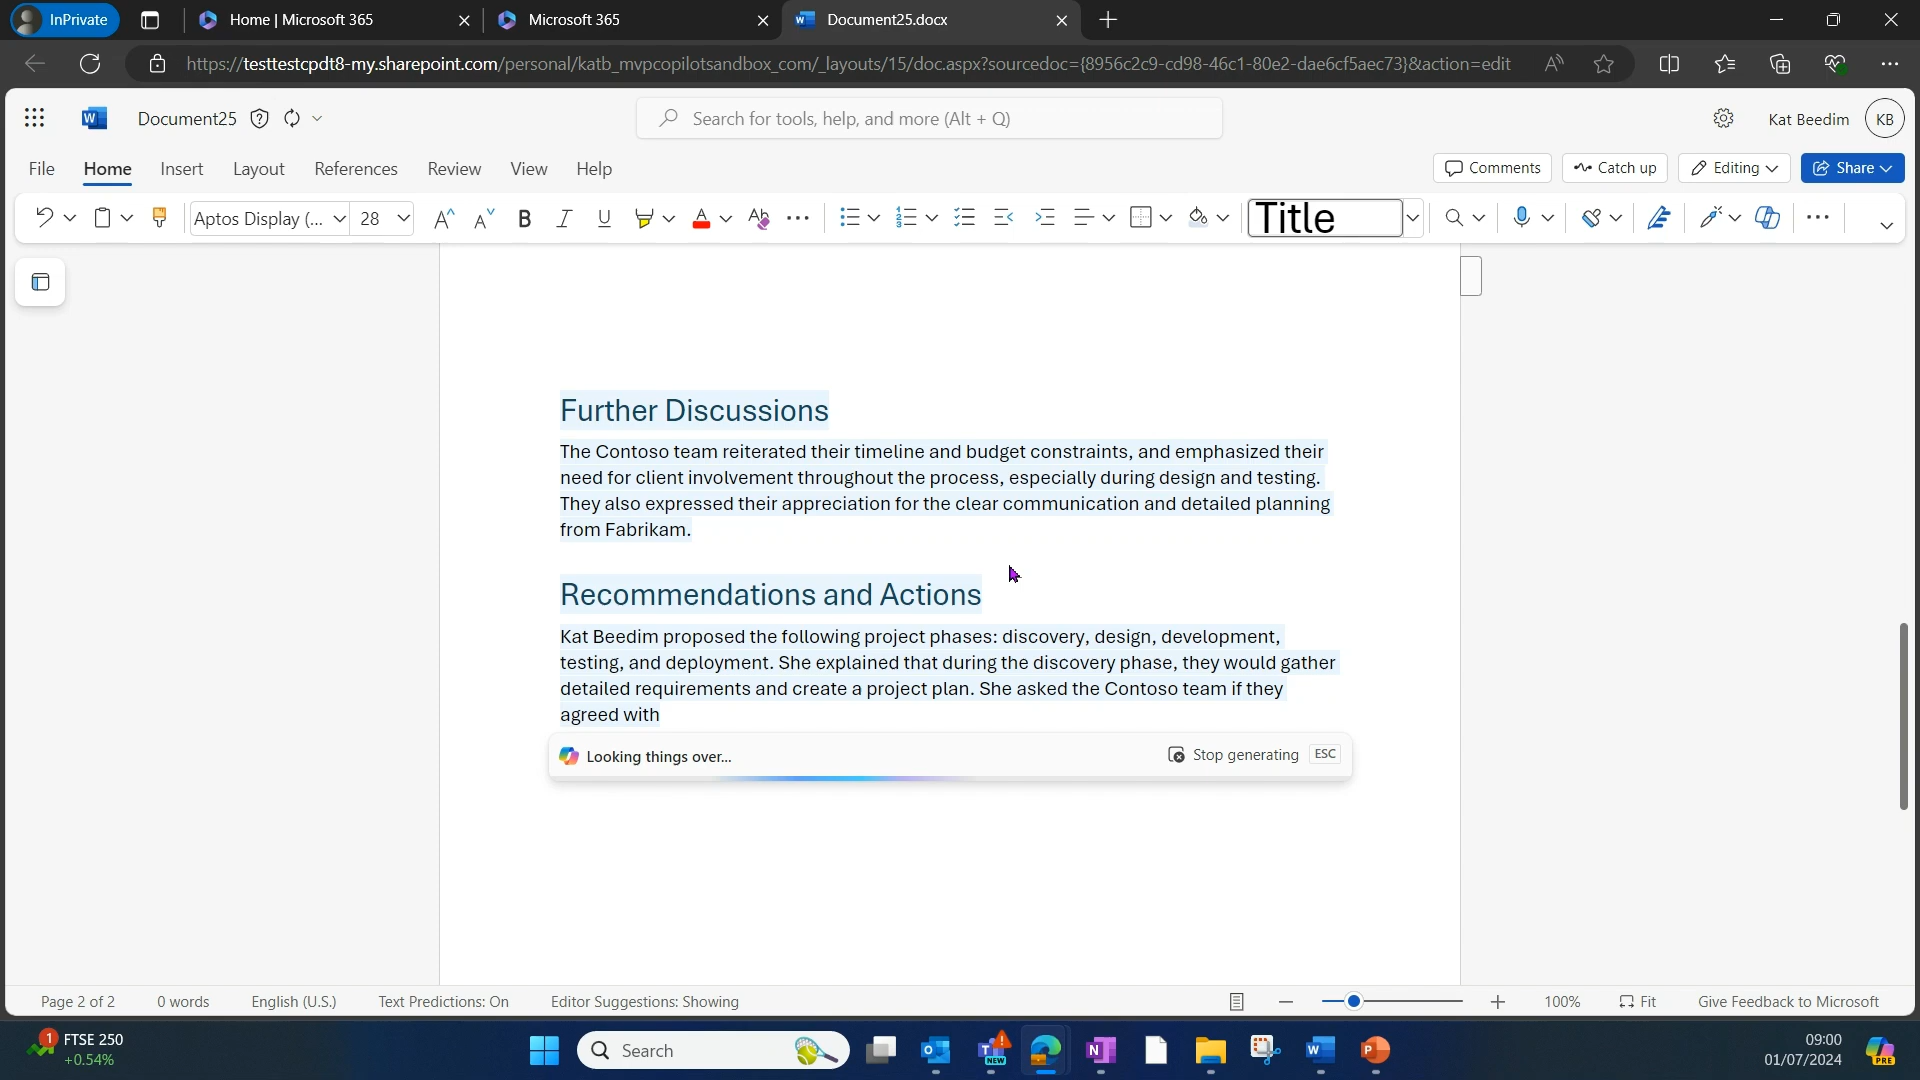 InPrivate
Home | Microsoft 365
Microsoft 365
Document25.docx
https://testtestcpdt8-my.sharepoint.com/personal/katb_mvpcopilotsandbox_com/_layouts/15/doc.aspx?sourcedoc={8956c2c9-cd98-46c1-80e2-dae6cf5aec73}&action=edit
Document25
Search for tools, help, and more (Alt + Q)
Kat Beedim
KB
File
Home
Insert
Layout
References
Review
View
Help
Comments
Catch up
Editing
Share
Aptos Display (...
28
Title
Further Discussions
The Contoso team reiterated their timeline and budget constraints, and emphasized their
need for client involvement throughout the process, especially during design and testing.
They also expressed their appreciation for the clear communication and detailed planning
from Fabrikam.
Recommendations and Actions
Kat Beedim proposed the following project phases: discovery, design, development,
testing, and deployment. She explained that during the discovery phase, they would gather
detailed requirements and create a project plan. She asked the Contoso team if they
agreed with
Looking things over...
Stop generating
ESC
Page 2 of 2
0 words
English (U.S.)
Text Predictions: On
Editor Suggestions: Showing
100%
Fit
Give Feedback to Microsoft
1
FTSE 250
+0.54%
Search
NEW
09:00
01/07/2024
PRE